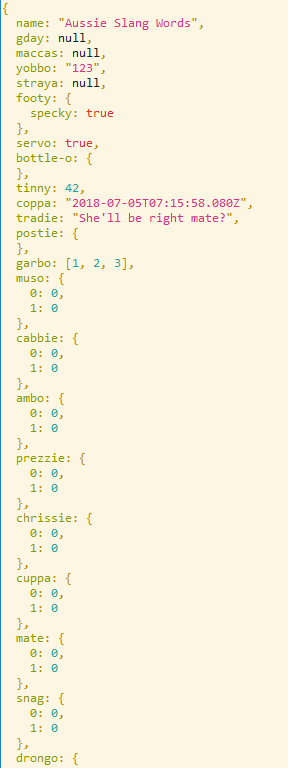 {
name: "Aussie Slang Words",
gday: null,
maccas: null,
yobbo: "123",
straya: null,
footy: {
specky: true
},
servo: true,
bottle-o: {
},
tinny: 42,
coppa: "2018-07-05T07:15:58.080Z",
tradie: "She'll be right mate?",
postie: {
},
garbo: [1, 2, 3],
muso: {
0: 0,
1: 0
},
cabbie: {
0: 0,
1: 0
},
ambo: {
0: 0,
1: 0
},
prezzie: {
0: 0,
1: 0
},
chrissie: {
0: 0,
1: 0
},
cuppa: {
0: 0,
1: 0
},
mate: {
0: 0,
1: 0
},
snag: {
0: 0,
1: 0
},
drongo: {